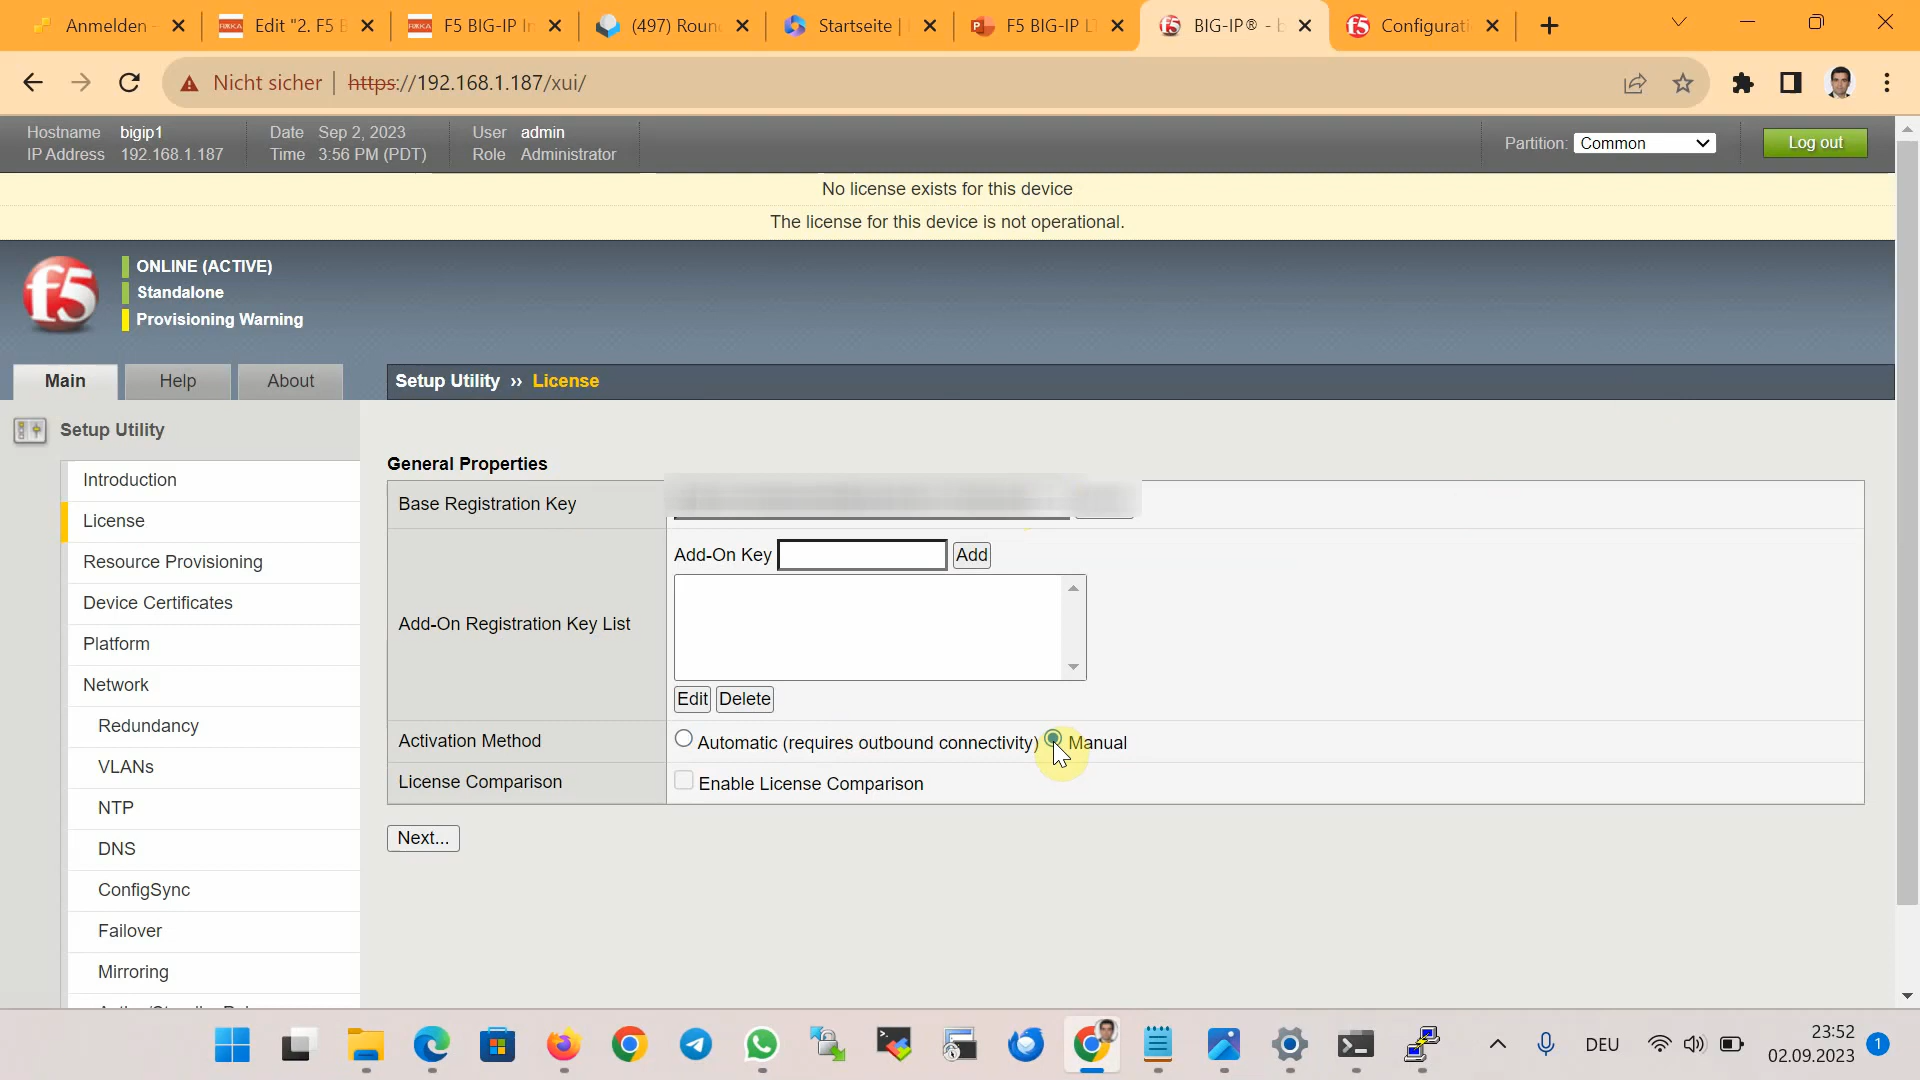 Anmelden -
Edit "2. F5 B
F5 BIG-IP In
(497) Roun
Startseite |
F5 BIG-IP LT
BIG-IP® - b
Configurati
Nicht sicher
https://192.168.1.187/xui/
Hostname bigip1
IP Address 192.168.1.187
Date Sep 2, 2023
Time 3:56 PM (PDT)
User admin
Role Administrator
Partition: Common
Log out
No license exists for this device
The license for this device is not operational.
f5
ONLINE (ACTIVE)
Standalone
Provisioning Warning
Main
Help
About
Setup Utility ›› License
Setup Utility
Introduction
License
Resource Provisioning
Device Certificates
Platform
Network
Redundancy
VLANs
NTP
DNS
ConfigSync
Failover
Mirroring
General Properties
Base Registration Key
Add-On Registration Key List
Add-On Key
Add
Edit
Delete
Activation Method
Automatic (requires outbound connectivity)
Manual
License Comparison
Enable License Comparison
Next...
DEU
23:52
02.09.2023
1